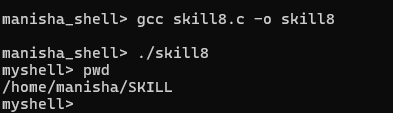 manisha_shell> gcc skill8.c -o skill8
manisha_shell> ./skill8
myshell> pwd
/home/manisha/SKILL
myshell>